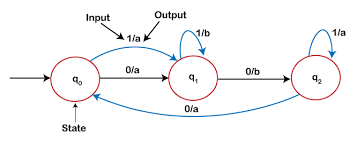 Input Output
1/a 1/b 1/a
q0 0/a q1 0/b q2
0/a
State